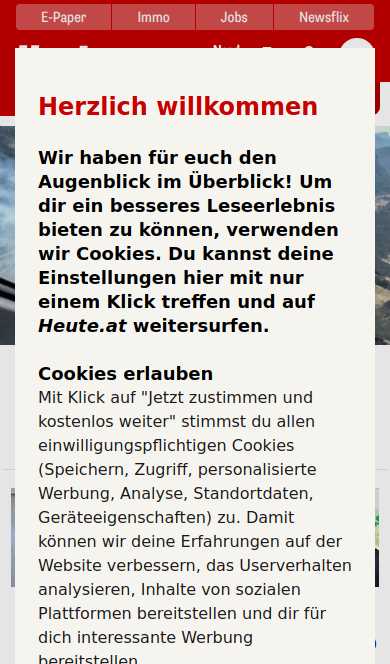 E-Paper Immo Jobs Newsflix
Herzlich willkommen
Wir haben für euch den
Augenblick im Überblick! Um
dir ein besseres Leseerlebnis
bieten zu können, verwenden
wir Cookies. Du kannst deine
Einstellungen hier mit nur
einem Klick treffen und auf
Heute.at weitersurfen.
Cookies erlauben
Mit Klick auf "Jetzt zustimmen und
kostenlos weiter" stimmst du allen
einwilligungspflichtigen Cookies
(Speichern, Zugriff, personalisierte
Werbung, Analyse, Standortdaten,
Geräteeigenschaften) zu. Damit
können wir deine Erfahrungen auf der
Website verbessern, das Userverhalten
analysieren, Inhalte von sozialen
Plattformen bereitstellen und dir für
dich interessante Werbung
bereitstellen